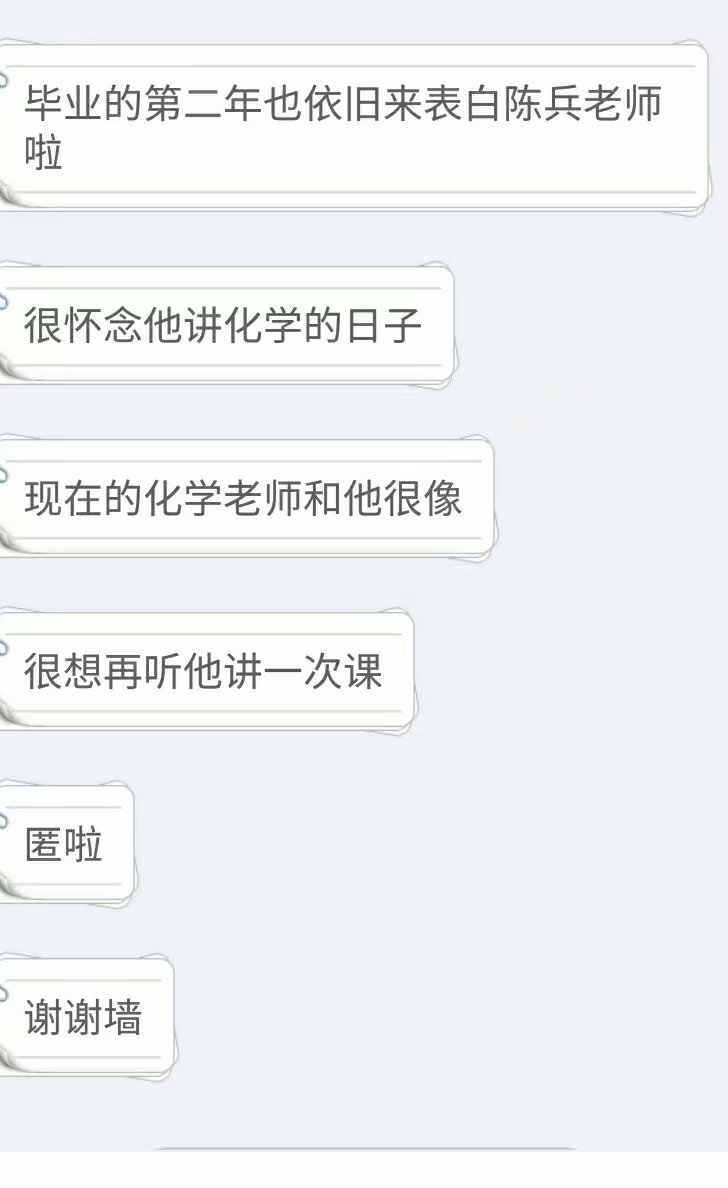 毕业的第二年也依旧来表白陈兵老师
啦
很怀念他讲化学的日子
现在的化学老师和他很像
很想再听他讲一次课
匿啦
谢谢墙